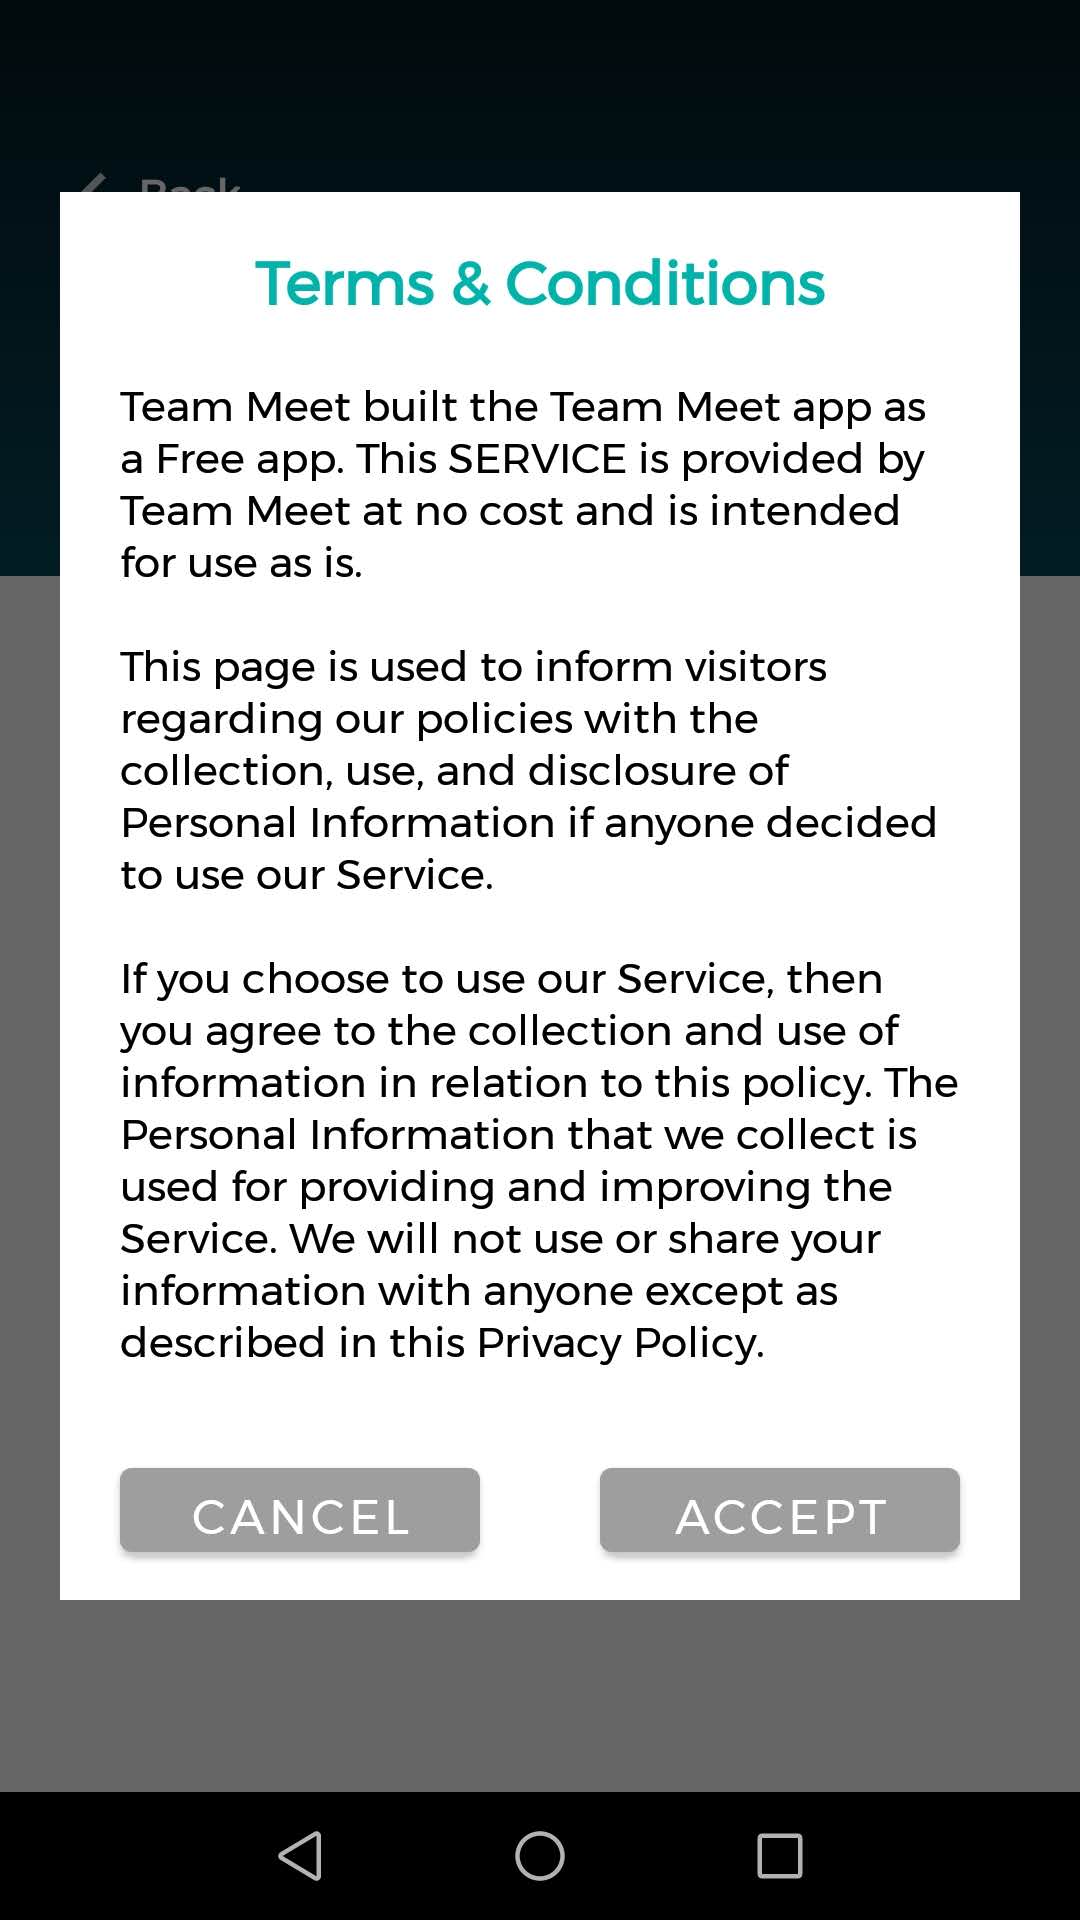 Back
Terms & Conditions
Team Meet built the Team Meet app as
a Free app. This SERVICE is provided by
Team Meet at no cost and is intended
for use as is.
This page is used to inform visitors
regarding our policies with the
collection, use, and disclosure of
Personal Information if anyone decided
to use our Service.
If you choose to use our Service, then
you agree to the collection and use of
information in relation to this policy. The
Personal Information that we collect is
used for providing and improving the
Service. We will not use or share your
information with anyone except as
described in this Privacy Policy.
CANCEL
ACCEPT